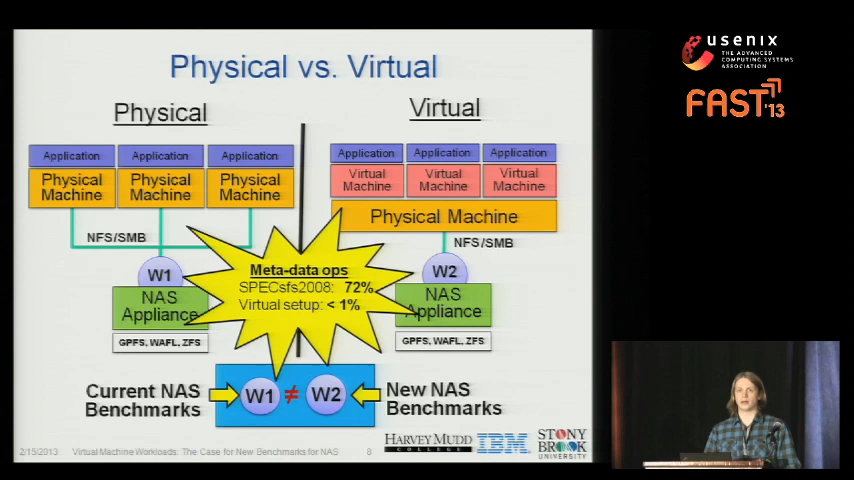 usenix
THE ADVANCED
COMPUTING SYSTEMS
ASSOCIATION
FAST '13
Physical vs. Virtual
Physical
Virtual
Application
Application
Application
Physical
Machine
Physical
Machine
Physical
Machine
NFS/SMB
W1
NAS
Appliance
GPFS, WAFL, ZFS
Application
Application
Application
Virtual
Machine
Virtual
Machine
Virtual
Machine
Physical Machine
NFS/SMB
W2
NAS
Appliance
GPFS, WAFL, ZFS
Meta-data ops
SPECsfs2008: 72%
Virtual setup: < 1%
Current NAS
Benchmarks
W1 ≠ W2
New NAS
Benchmarks
2/15/2013 Virtual Machine Workloads: The Case for New Benchmarks for NAS 8
HARVEY MUDD
COLLEGE
IBM
STONY
BROOK
UNIVERSITY